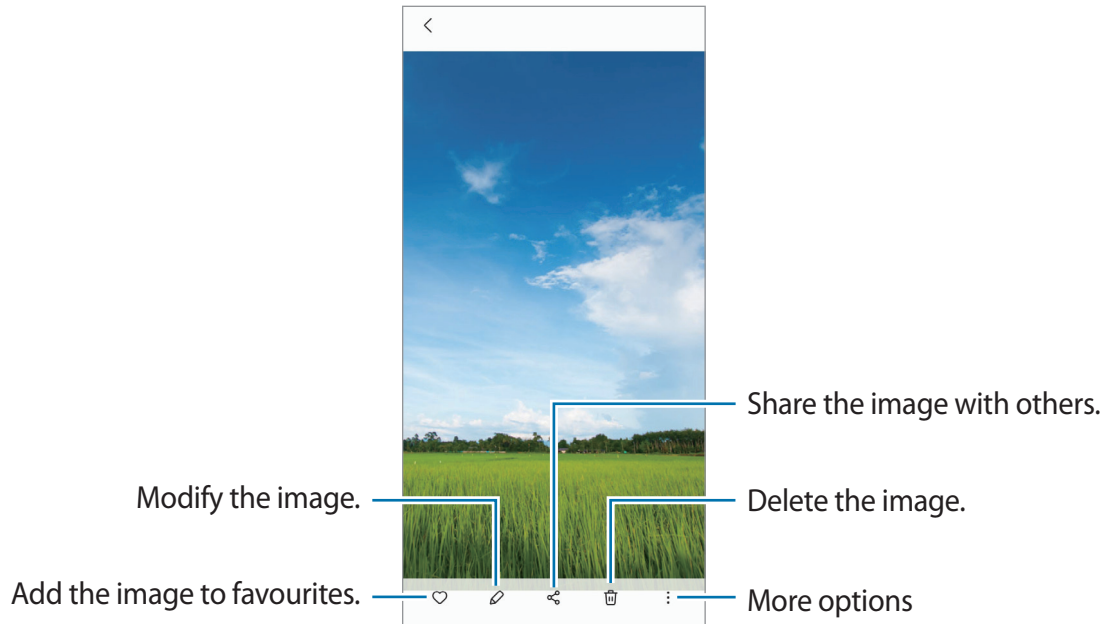 Share the image with others.
Modify the image.
Delete the image.
Add the image to favourites.
More options